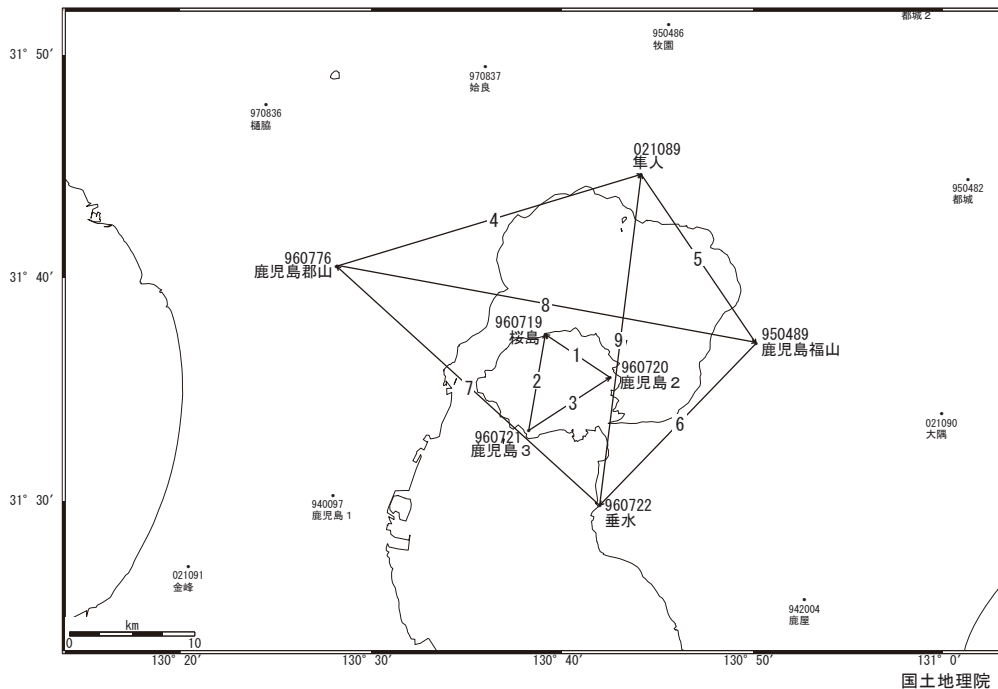 都城2
950486
牧園
31° 50′
970837
姶良
970836
樋脇
021089
隼人
950482
都城
4
960776
鹿児島郡山
5
31° 40′
8
960719
桜島
950489
鹿児島福山
9
1
960720
鹿児島2
2
7
3
6
021090
大隅
960721
鹿児島3
31° 30′
940097
鹿児島1
960722
垂水
021091
金峰
942004
鹿屋
km
0
10
130° 20′
130° 30′
130° 40′
130° 50′
131° 0′
国土地理院